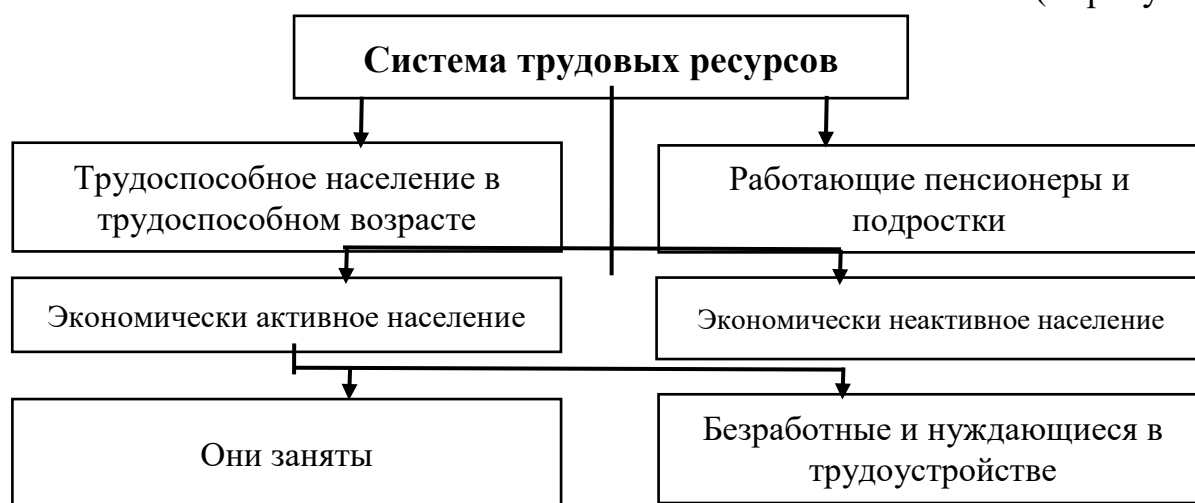 Система трудовых ресурсов
Трудоспособное население в
трудоспособном возрасте
Работающие пенсионеры и
подростки
Экономически активное население
Экономически неактивное население
Они заняты
Безработные и нуждающиеся в
трудоустройстве